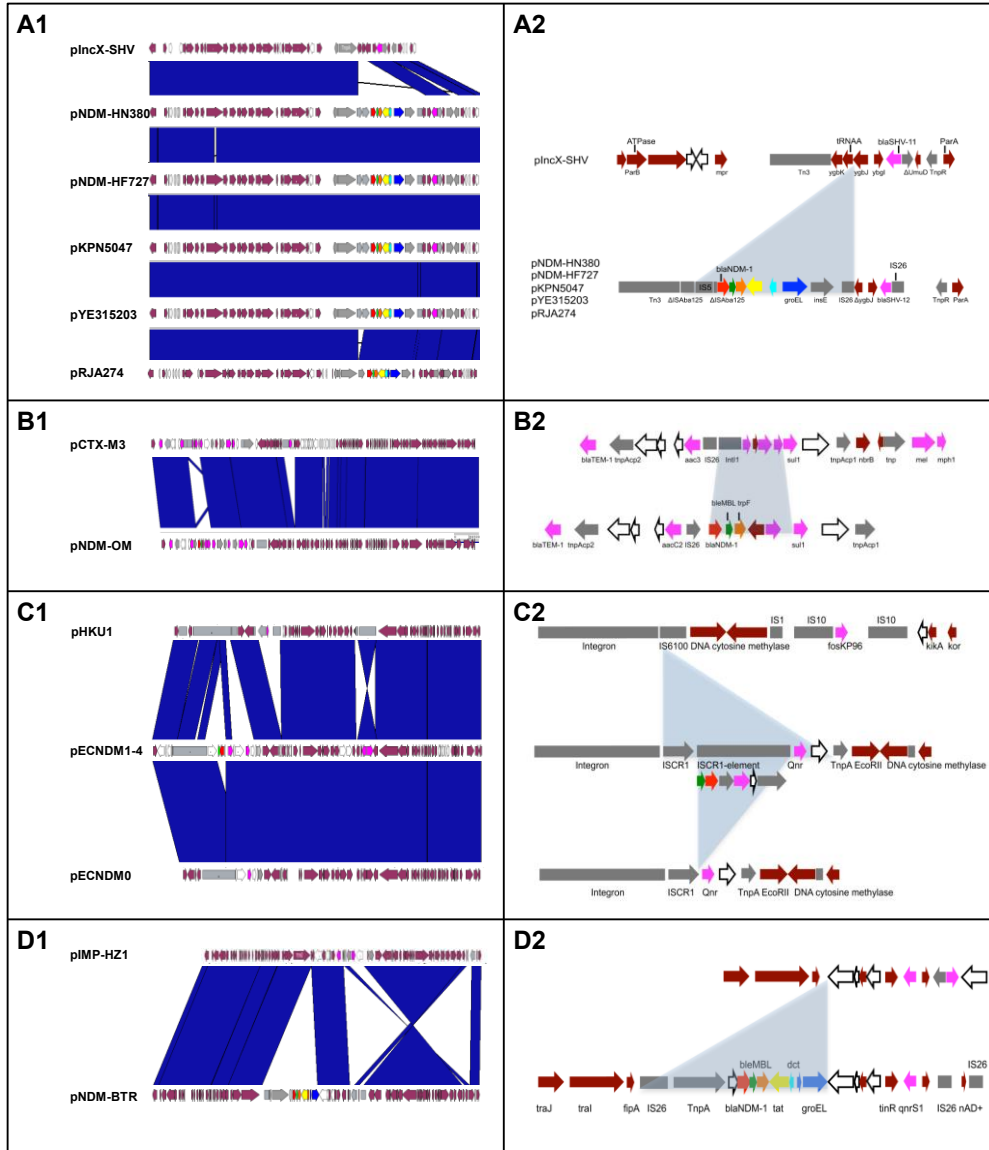 A1
pIncX-SHV
pNDM-HN380
pNDM-HF727
pKPN5047
pYE315203
pRJA274
A2
ATPase tRNAA blaSHV-11 ParA
pIncX-SHV
ParB mpr Tn3 ygbK ygbJ ygbI ΔUmuD TnpR
pNDM-HN380
pNDM-HF727
pKPN5047
pYE315203
pRJA274
blaNDM-1 IS26
IS5
Tn3 ΔISAba125 ΔISAba125 groEL insE IS26 ΔygbJ blaSHV-12 TnpR ParA
B1
pCTX-M3
pNDM-OM
B2
blaTEM-1 tnpAcp2 aac3 IS26 tntl1 sul1 tnpAcp1 nbrB tnp mel mph1
bleMBL trpF
blaTEM-1 tnpAcp2 aacC2 IS26 blaNDM-1 sul1 tnpAcp1
C1
pHKU1
pECNDM1-4
pECNDM0
C2
IS1 IS10 IS10
Integron IS6100 DNA cytosine methylase fosKP96 kikA kor
Integron ISCR1 ISCR1-element Qnr TnpA EcoRII DNA cytosine methylase
Integron ISCR1 Qnr TnpA EcoRII DNA cytosine methylase
D1
pIMP-HZ1
pNDM-BTR
D2
bleMBL dct IS26
traJ traI fipA IS26 TnpA blaNDM-1 tat groEL tinR qnrS1 IS26 nAD+